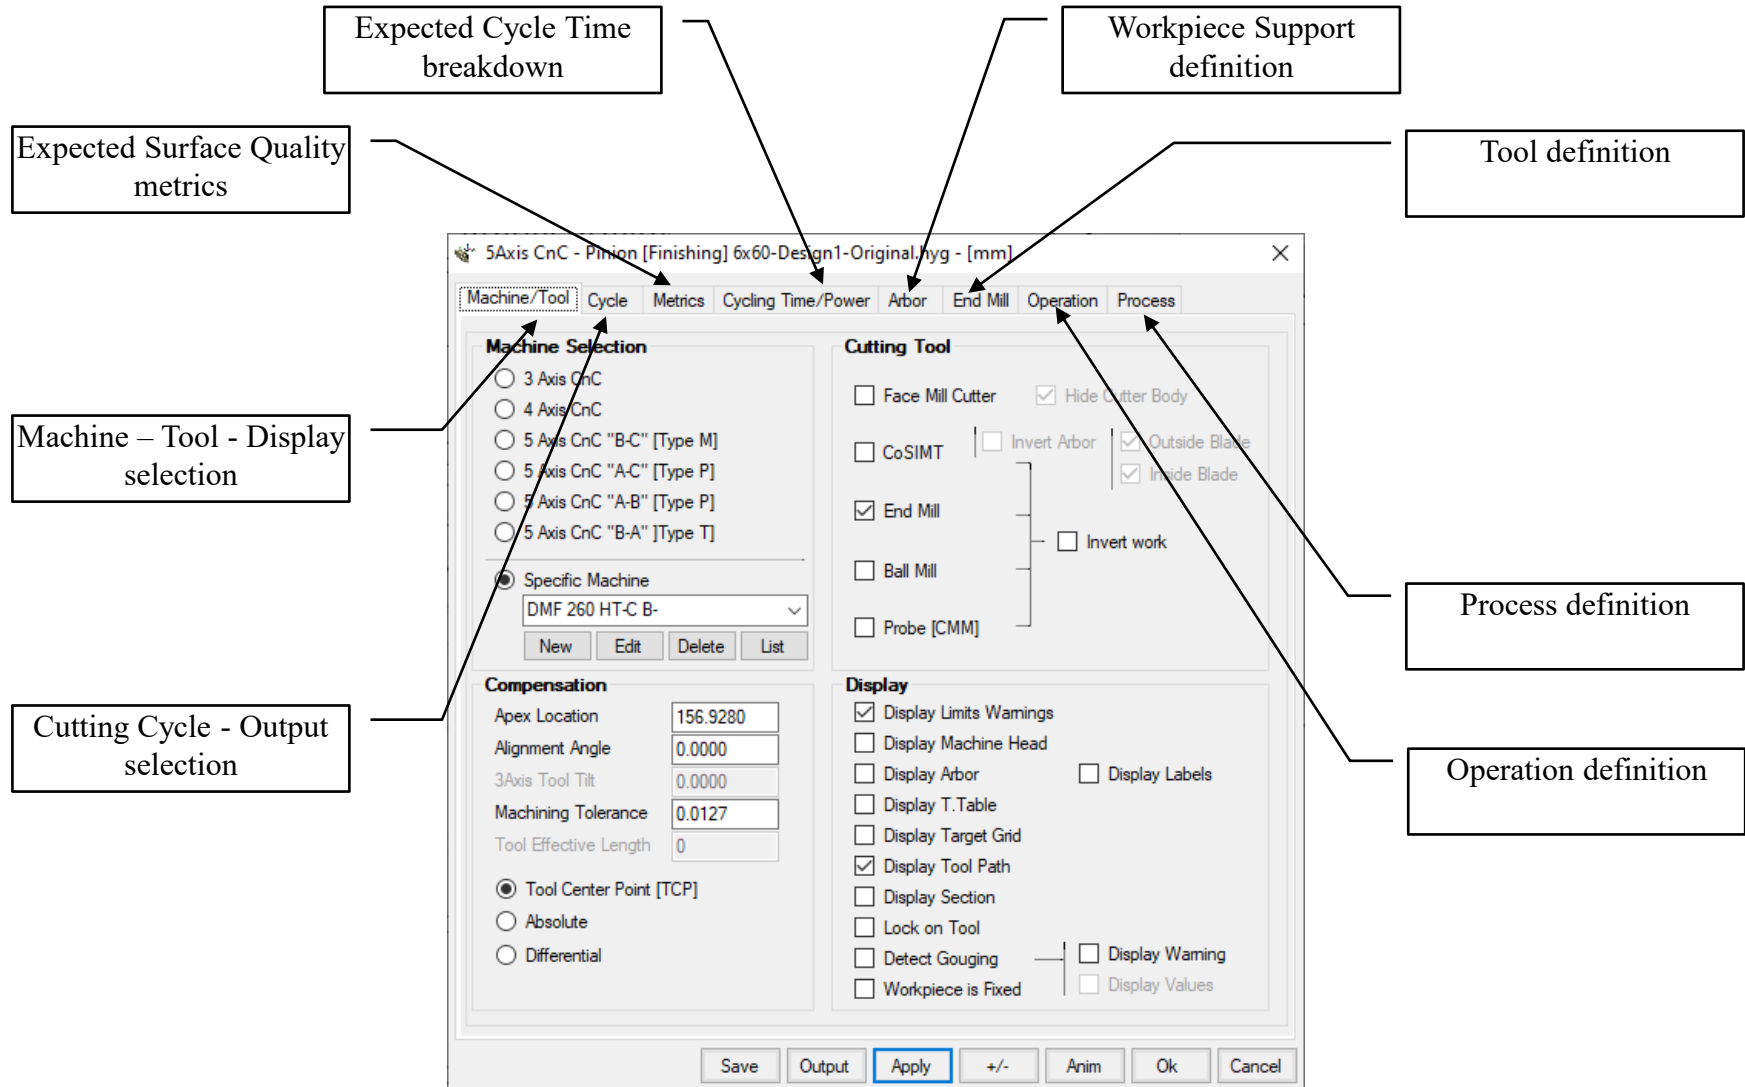 Expected Cycle Time
breakdown
Workpiece Support
definition
Expected Surface Quality
metrics
Tool definition
5Axis CnC - Pinion [Finishing] 6x60-Design1-Original.hyg - [mm]
Machine/Tool Cycle Metrics Cycling Time/Power Arbor End Mill Operation Process
Machine Selection
3 Axis CnC
4 Axis CnC
5 Axis CnC "B-C" [Type M]
5 Axis CnC "A-C" [Type P]
5 Axis CnC "A-B" [Type P]
5 Axis CnC "B-A" ]Type T]
Specific Machine
DMF 260 HT-C B-
New Edit Delete List
Cutting Tool
Face Mill Cutter Hide Cutter Body
CoSIMT Invert Arbor Outside Blade
Inside Blade
End Mill
Invert work
Ball Mill
Probe [CMM]
Machine – Tool - Display
selection
Process definition
Cutting Cycle - Output
selection
Operation definition
Compensation
Apex Location 156.9280
Alignment Angle 0.0000
3Axis Tool Tilt 0.0000
Machining Tolerance 0.0127
Tool Effective Length 0
Tool Center Point [TCP]
Absolute
Differential
Display
Display Limits Warnings
Display Machine Head
Display Arbor Display Labels
Display T.Table
Display Target Grid
Display Tool Path
Display Section
Lock on Tool
Detect Gouging Display Warning
Workpiece is Fixed Display Values
Save Output Apply +/- Anim Ok Cancel